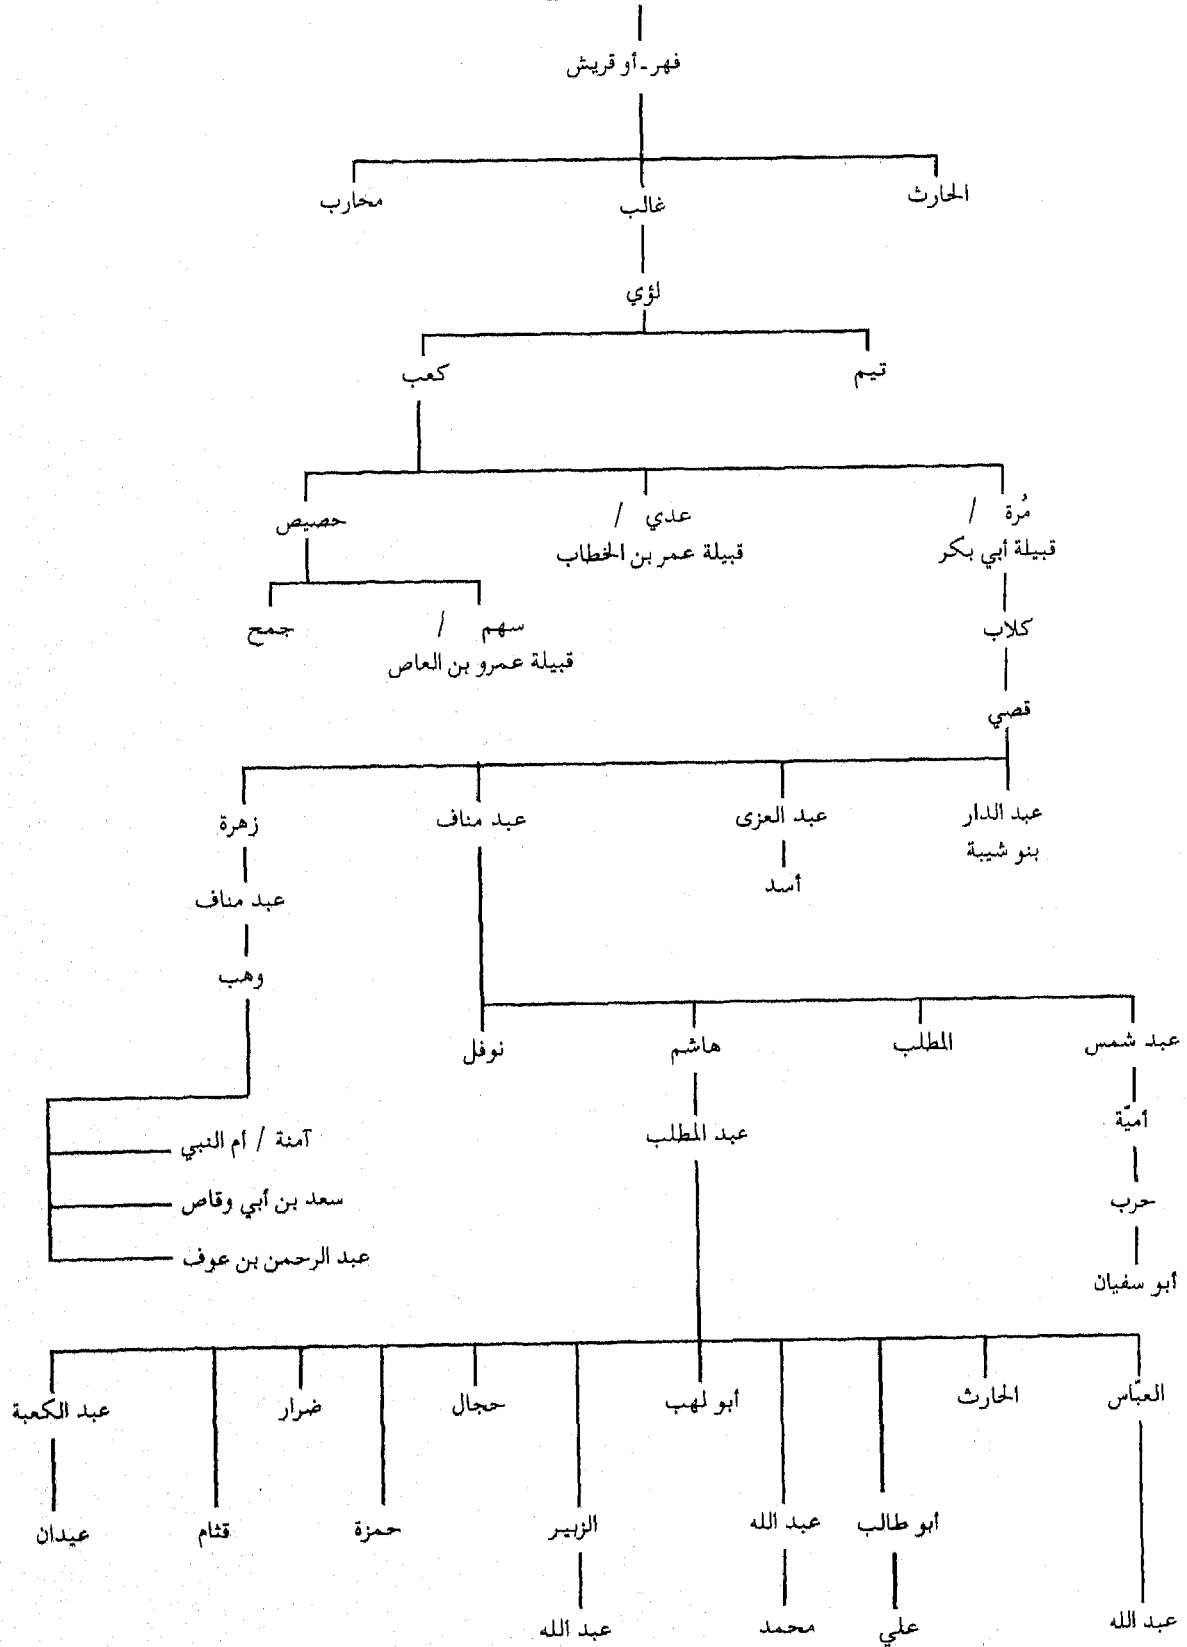 فهر - أو قريش
الحارث
غالب
محارب
لؤي
تيم
كعب
مُرة /
قبيلة أبي بكر
عدي /
قبيلة عمر بن الخطاب
حصيص
كلاب
سهم /
قبيلة عمرو بن العاص
جمح
قصي
عبد الدار
بنو شيبة
عبد العزى
أسد
عبد مناف
زهرة
عبد مناف
وهب
عبد شمس
المطلب
هاشم
نوفل
أميّة
عبد المطلب
حرب
أبو سفيان
آمنة / أم النبي
سعد بن أبي وقاص
عبد الرحمن بن عوف
العبّاس
الحارث
أبو لهب
حجال
ضرار
عبد الكعبة
أبو طالب
عبد الله
الزبير
حمزة
قثام
عيدان
عبد الله
علي
محمد
عبد الله